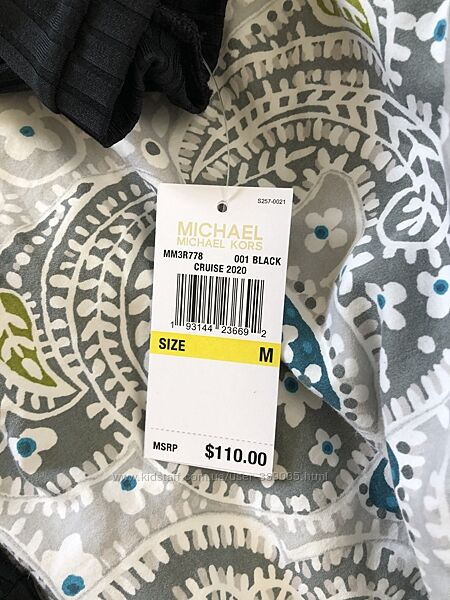 S257-0021
MICHAEL
MICHAEL KORS
MM3R778 001 BLACK
CRUISE 2020
1 93144 23669 2
SIZE M
MSRP $110.00